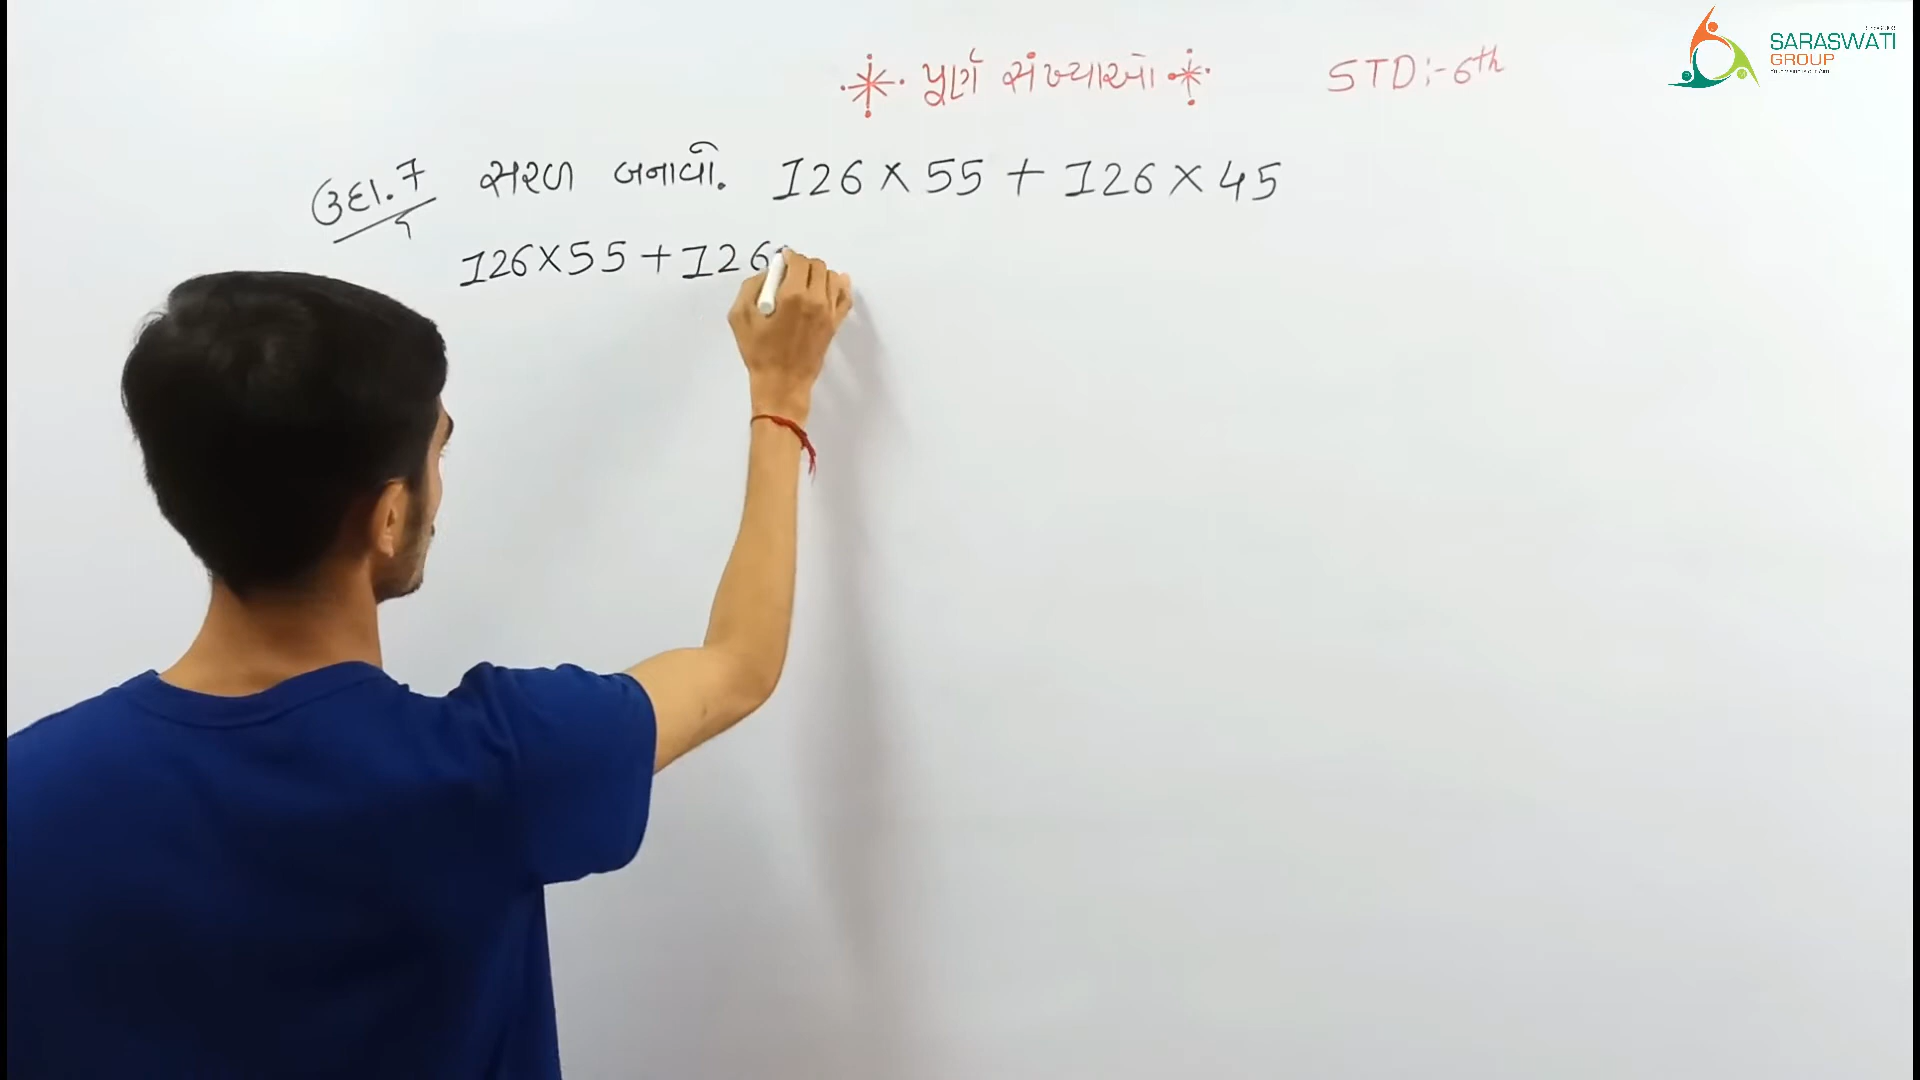 પૂર્ણ સંખ્યાઓ STD:-6th
SARASWATI
GROUP
ઉદા.7 સરળ બનાવો. 126 × 55 + 126 × 45
126 × 55 + 126